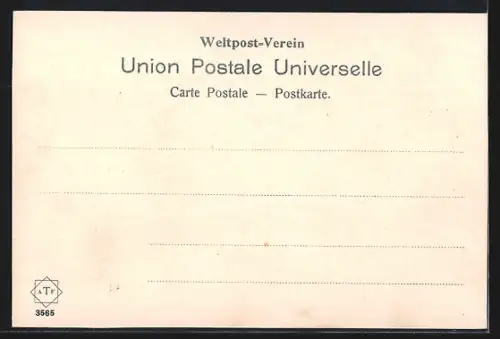 Weltpost-Verein
Union Postale Universelle
Carte Postale — Postkarte.
ATF
3565